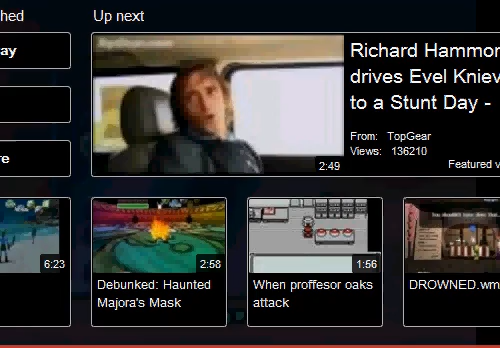 hed
Up next
ay
re
Richard Hammon
drives Evel Kniev
to a Stunt Day -
From: TopGear
Views: 136210
Featured v
2:49
6:23
2:58
1:56
Debunked: Haunted
Majora's Mask
When proffesor oaks
attack
DROWNED.wm